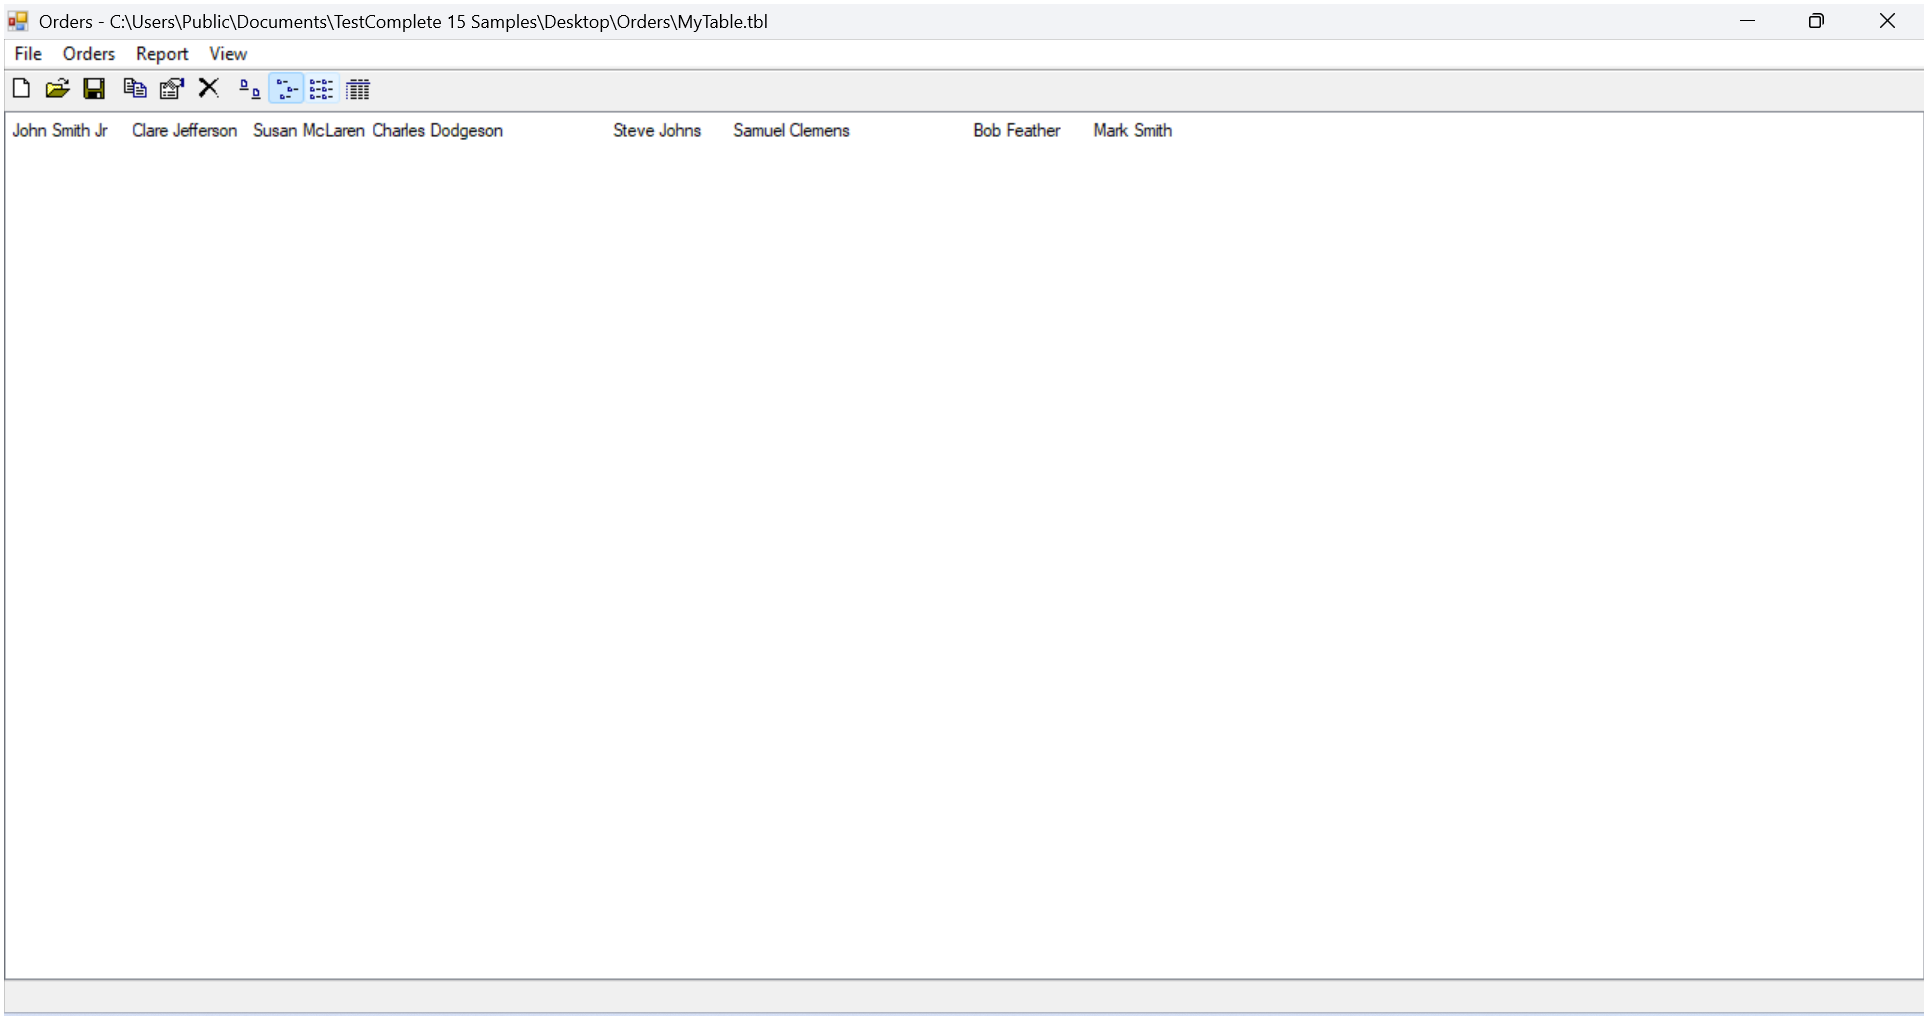 Orders - C:\Users\Public\Documents\TestComplete 15 Samples\Desktop\Orders\MyTable.tbl
File Orders Report View
John Smith Jr Clare Jefferson Susan McLaren Charles Dodgeson Steve Johns Samuel Clemens Bob Feather Mark Smith